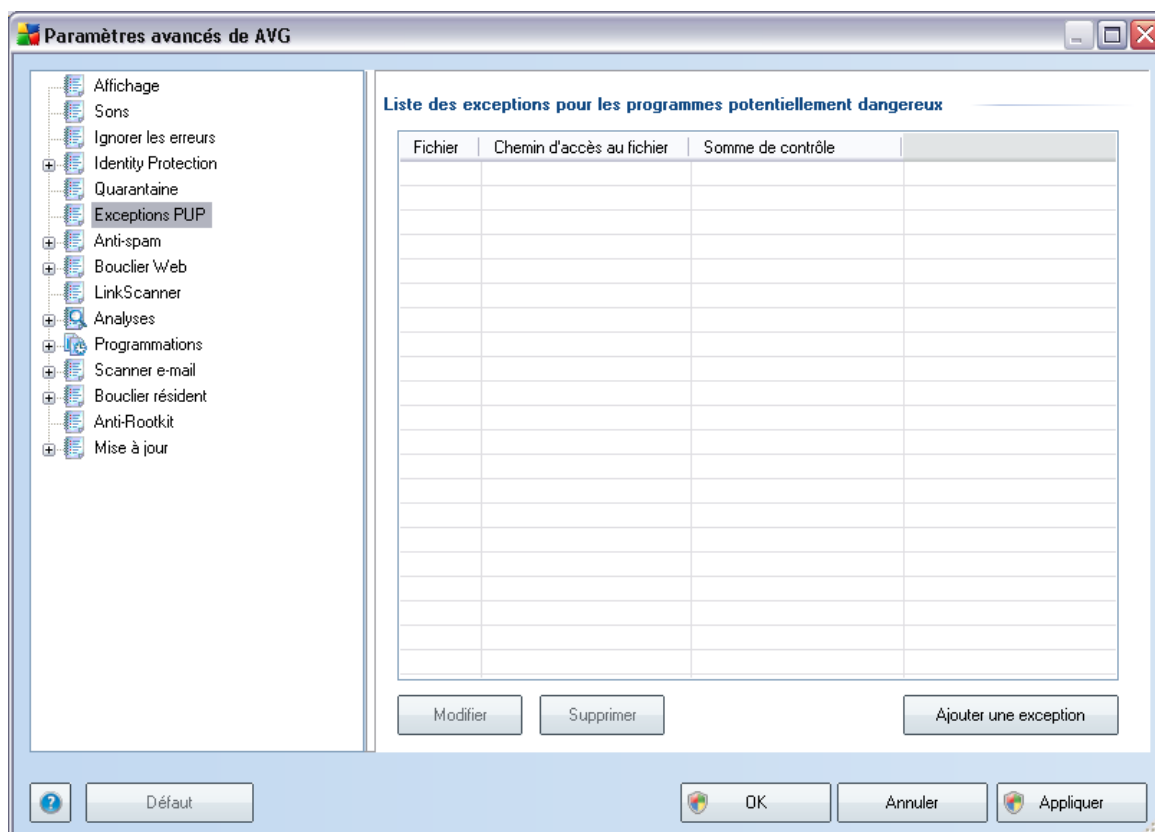 Paramètres avancés de AVG
Affichage
Sons
Ignorer les erreurs
Identity Protection
Quarantaine
Exceptions PUP
Anti-spam
Bouclier Web
LinkScanner
Analyses
Programmations
Scanner e-mail
Bouclier résident
Anti-Rootkit
Mise à jour
Liste des exceptions pour les programmes potentiellement dangereux
Fichier Chemin d'accès au fichier Somme de contrôle
Modifier Supprimer Ajouter une exception
? Défaut OK Annuler Appliquer